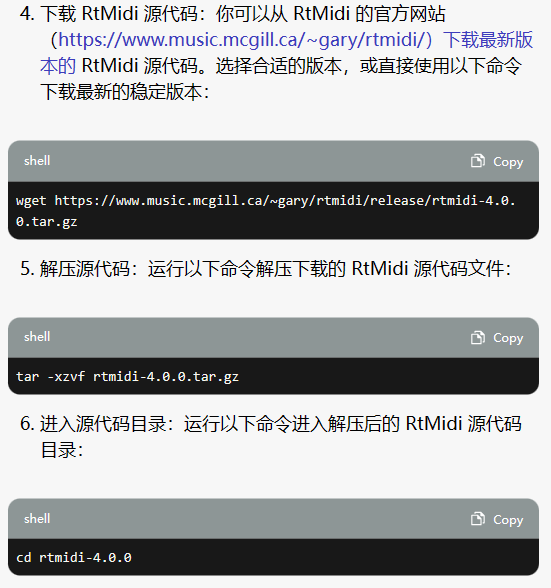 4. 下载 RtMidi 源代码：你可以从 RtMidi 的官方网站
（https://www.music.mcgill.ca/~gary/rtmidi/）下载最新版
本的 RtMidi 源代码。选择合适的版本，或直接使用以下命令
下载最新的稳定版本：
shell Copy
wget https://www.music.mcgill.ca/~gary/rtmidi/release/rtmidi-4.0.
0.tar.gz
5. 解压源代码：运行以下命令解压下载的 RtMidi 源代码文件：
shell Copy
tar -xzvf rtmidi-4.0.0.tar.gz
6. 进入源代码目录：运行以下命令进入解压后的 RtMidi 源代码
目录：
shell Copy
cd rtmidi-4.0.0